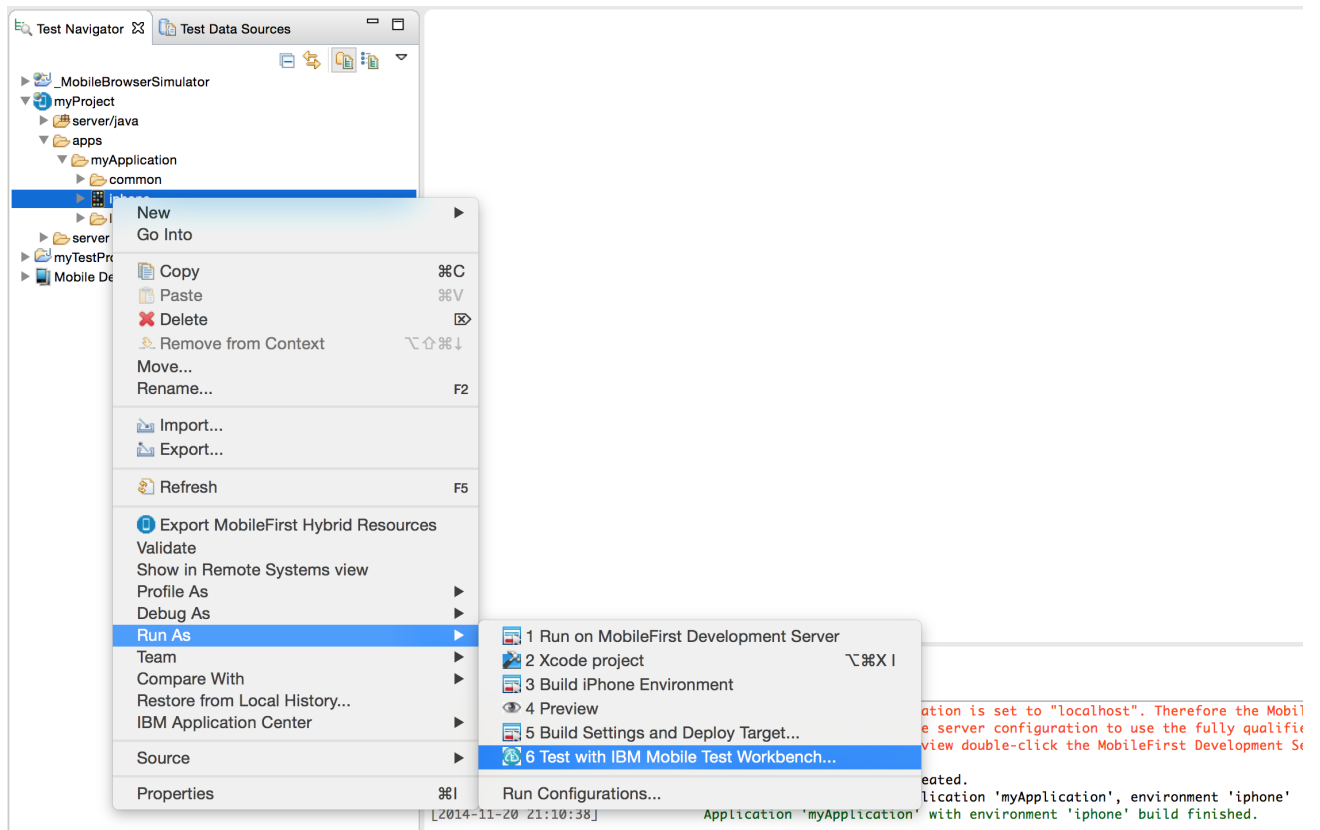 Test Navigator
Test Data Sources
_MobileBrowserSimulator
myProject
server/java
apps
myApplication
common
iphone
server
myTestPro
Mobile De
New
Go Into
Copy ⌘C
Paste ⌘V
Delete ⌦
Remove from Context ⌥⇧⌘↓
Move...
Rename... F2
Import...
Export...
Refresh F5
Export MobileFirst Hybrid Resources
Validate
Show in Remote Systems view
Profile As
Debug As
Run As
Team
Compare With
Restore from Local History...
IBM Application Center
Source
Properties ⌘I
1 Run on MobileFirst Development Server
2 Xcode project ⌥⌘X I
3 Build iPhone Environment
4 Preview
5 Build Settings and Deploy Target...
6 Test with IBM Mobile Test Workbench...
Run Configurations...
ation is set to "localhost". Therefore the Mobil
e server configuration to use the fully qualifie
view double-click the MobileFirst Development Se
eated.
lication 'myApplication', environment 'iphone'
[2014-11-20 21:10:38] Application 'myApplication' with environment 'iphone' build finished.